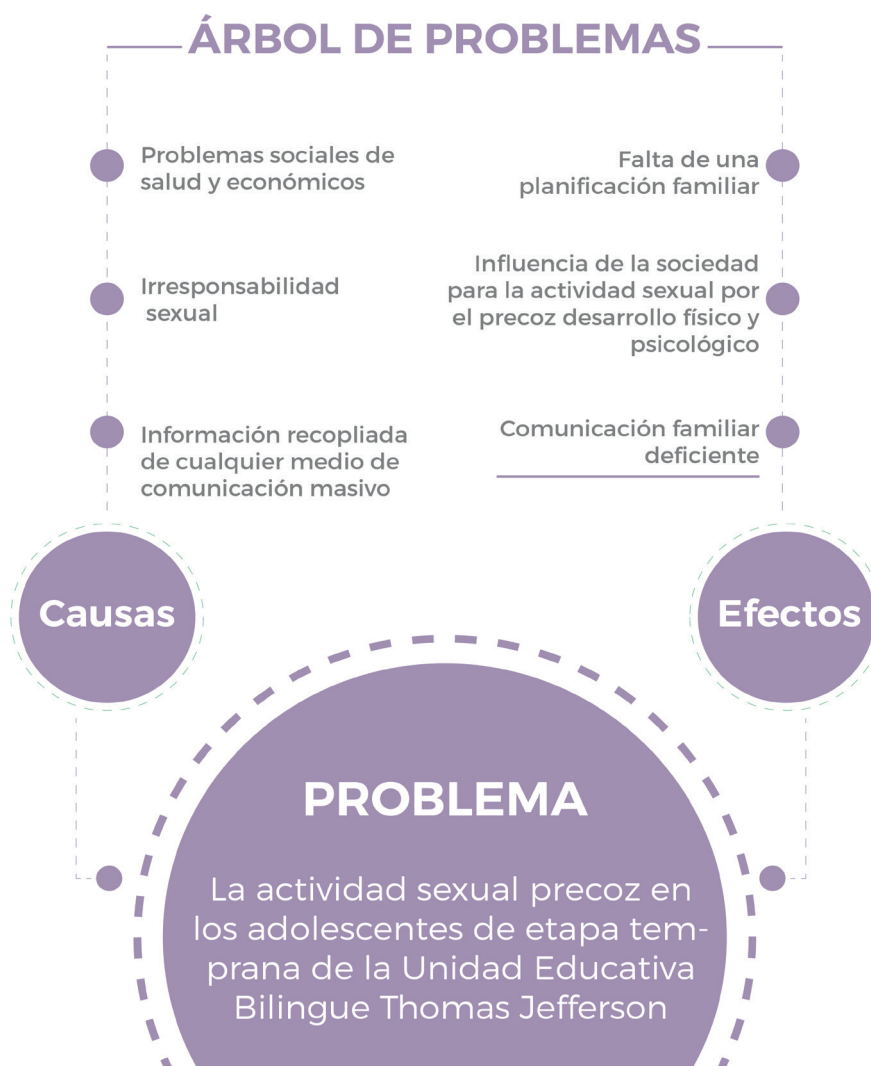 ÁRBOL DE PROBLEMAS
Problemas sociales de
salud y económicos
Irresponsabilidad
sexual
Información recopliada
de cualquier medio de
comunicación masivo
Causas
Falta de una
planificación familiar
Influencia de la sociedad
para la actividad sexual por
el precoz desarrollo físico y
psicológico
Comunicación familiar
deficiente
Efectos
PROBLEMA
La actividad sexual precoz en
los adolescentes de etapa tem-
prana de la Unidad Educativa
Bilingue Thomas Jefferson